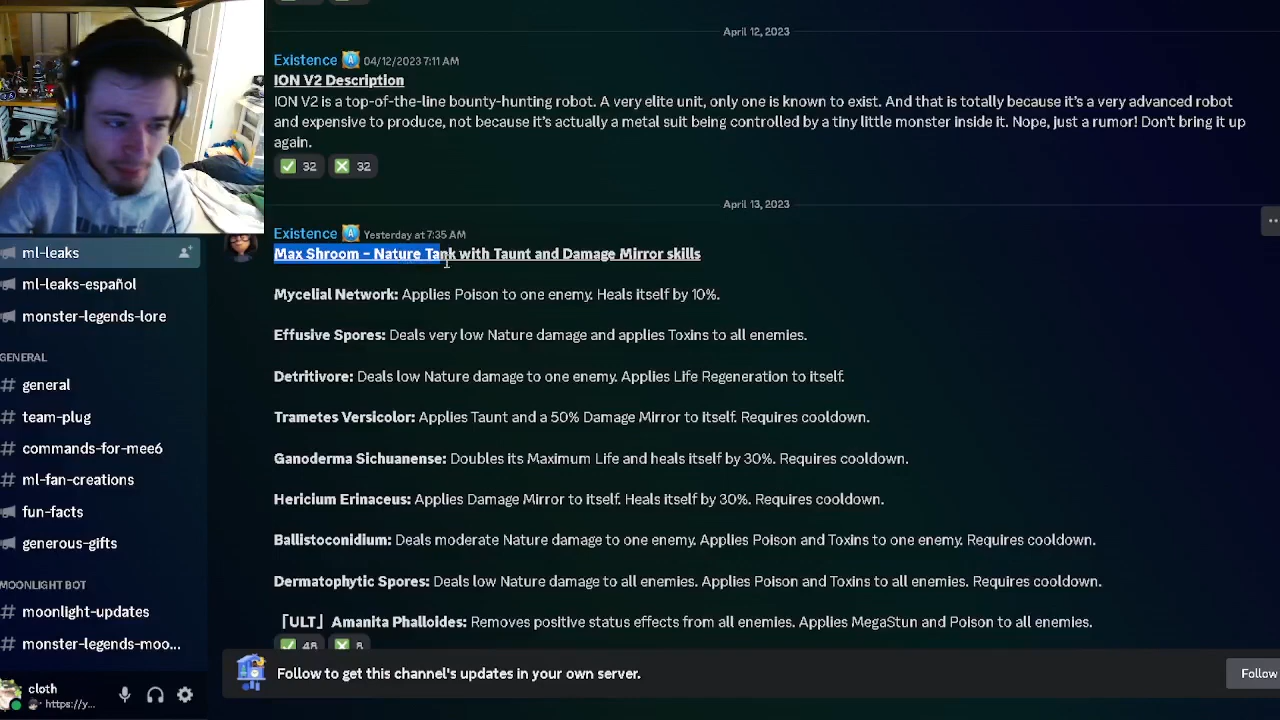 ml-leaks
ml-leaks-español
monster-legends-lore
GENERAL
general
team-plug
commands-for-mee6
ml-fan-creations
fun-facts
generous-gifts
MOONLIGHT BOT
moonlight-updates
monster-legends-moo...
cloth
https://y...
April 12, 2023
Existence 04/12/2023 7:11 AM
ION V2 Description
ION V2 is a top-of-the-line bounty-hunting robot. A very elite unit, only one is known to exist. And that is totally because it's a very advanced robot
and expensive to produce, not because it's actually a metal suit being controlled by a tiny little monster inside it. Nope, just a rumor! Don't bring it up
again.
32 32
April 13, 2023
Existence Yesterday at 7:35 AM
Max Shroom – Nature Tank with Taunt and Damage Mirror skills
Mycelial Network: Applies Poison to one enemy. Heals itself by 10%.
Effusive Spores: Deals very low Nature damage and applies Toxins to all enemies.
Detritivore: Deals low Nature damage to one enemy. Applies Life Regeneration to itself.
Trametes Versicolor: Applies Taunt and a 50% Damage Mirror to itself. Requires cooldown.
Ganoderma Sichuanense: Doubles its Maximum Life and heals itself by 30%. Requires cooldown.
Hericium Erinaceus: Applies Damage Mirror to itself. Heals itself by 30%. Requires cooldown.
Ballistoconidium: Deals moderate Nature damage to one enemy. Applies Poison and Toxins to one enemy. Requires cooldown.
Dermatophytic Spores: Deals low Nature damage to all enemies. Applies Poison and Toxins to all enemies. Requires cooldown.
「ULT」 Amanita Phalloides: Removes positive status effects from all enemies. Applies MegaStun and Poison to all enemies.
48 8
Follow to get this channel's updates in your own server.
Follow